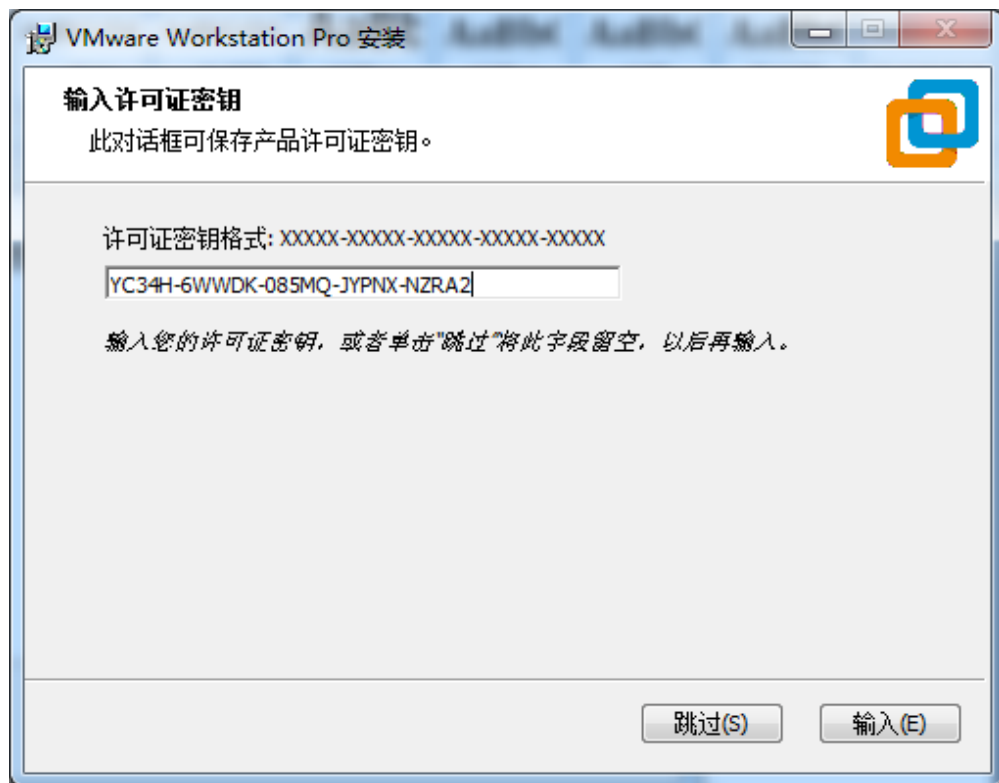 VMware Workstation Pro 安装
输入许可证密钥
此对话框可保存产品许可证密钥。
许可证密钥格式: XXXXX-XXXXX-XXXXX-XXXXX-XXXXX
YC34H-6WWDK-085MQ-JYPNX-NZRA2
输入您的许可证密钥，或者单击"跳过"将此字段留空，以后再输入。
跳过(S) 输入(E)